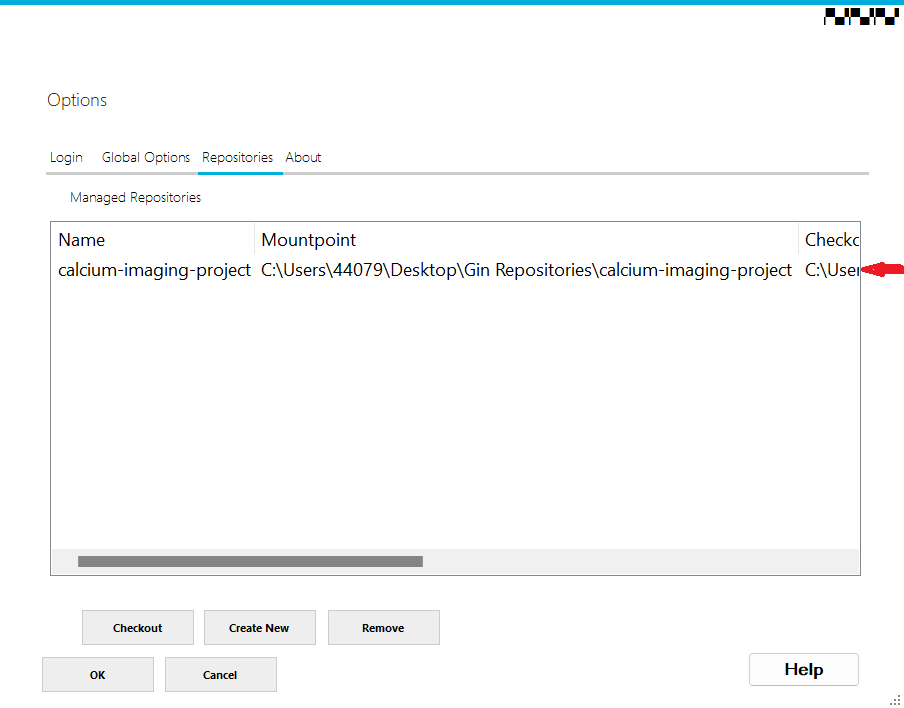 Options
Login Global Options Repositories About
Managed Repositories
Name Mountpoint Checkc
calcium-imaging-project C:\Users\44079\Desktop\Gin Repositories\calcium-imaging-project C:\User
Checkout Create New Remove
OK Cancel Help